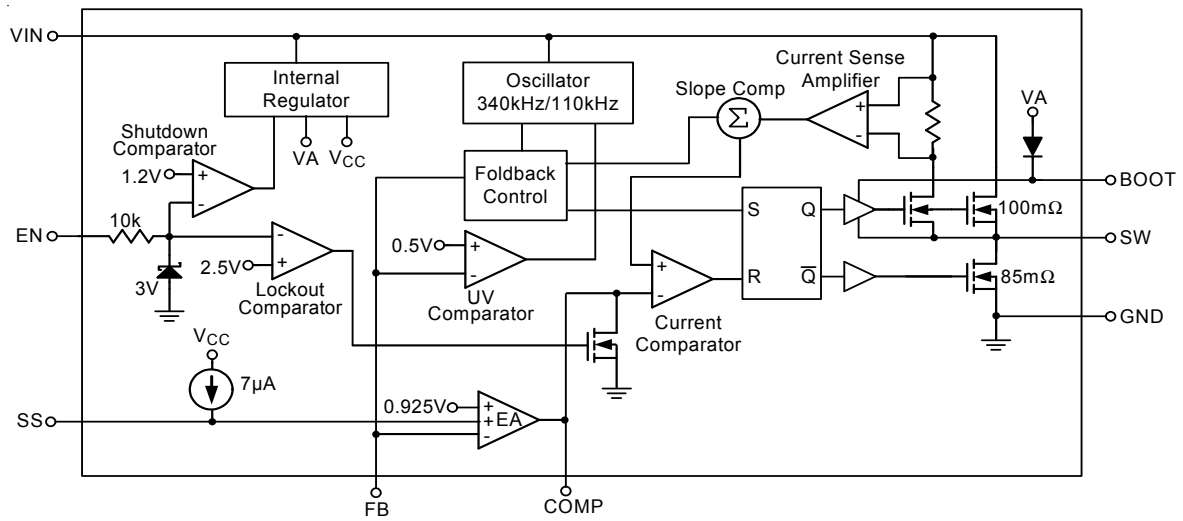 VIN
Internal
Regulator
Oscillator
340kHz/110kHz
Current Sense
Amplifier
Slope Comp
Σ
+
-
VA
Shutdown
Comparator
1.2V
+
-
VA
VCC
Foldback
Control
BOOT
10k
EN
S
Q
100mΩ
SW
0.5V
+
-
-
+
2.5V
3V
Lockout
Comparator
UV
Comparator
+
-
R
Q
85mΩ
Current
Comparator
GND
VCC
7µA
0.925V
+
+
-
EA
SS
FB
COMP